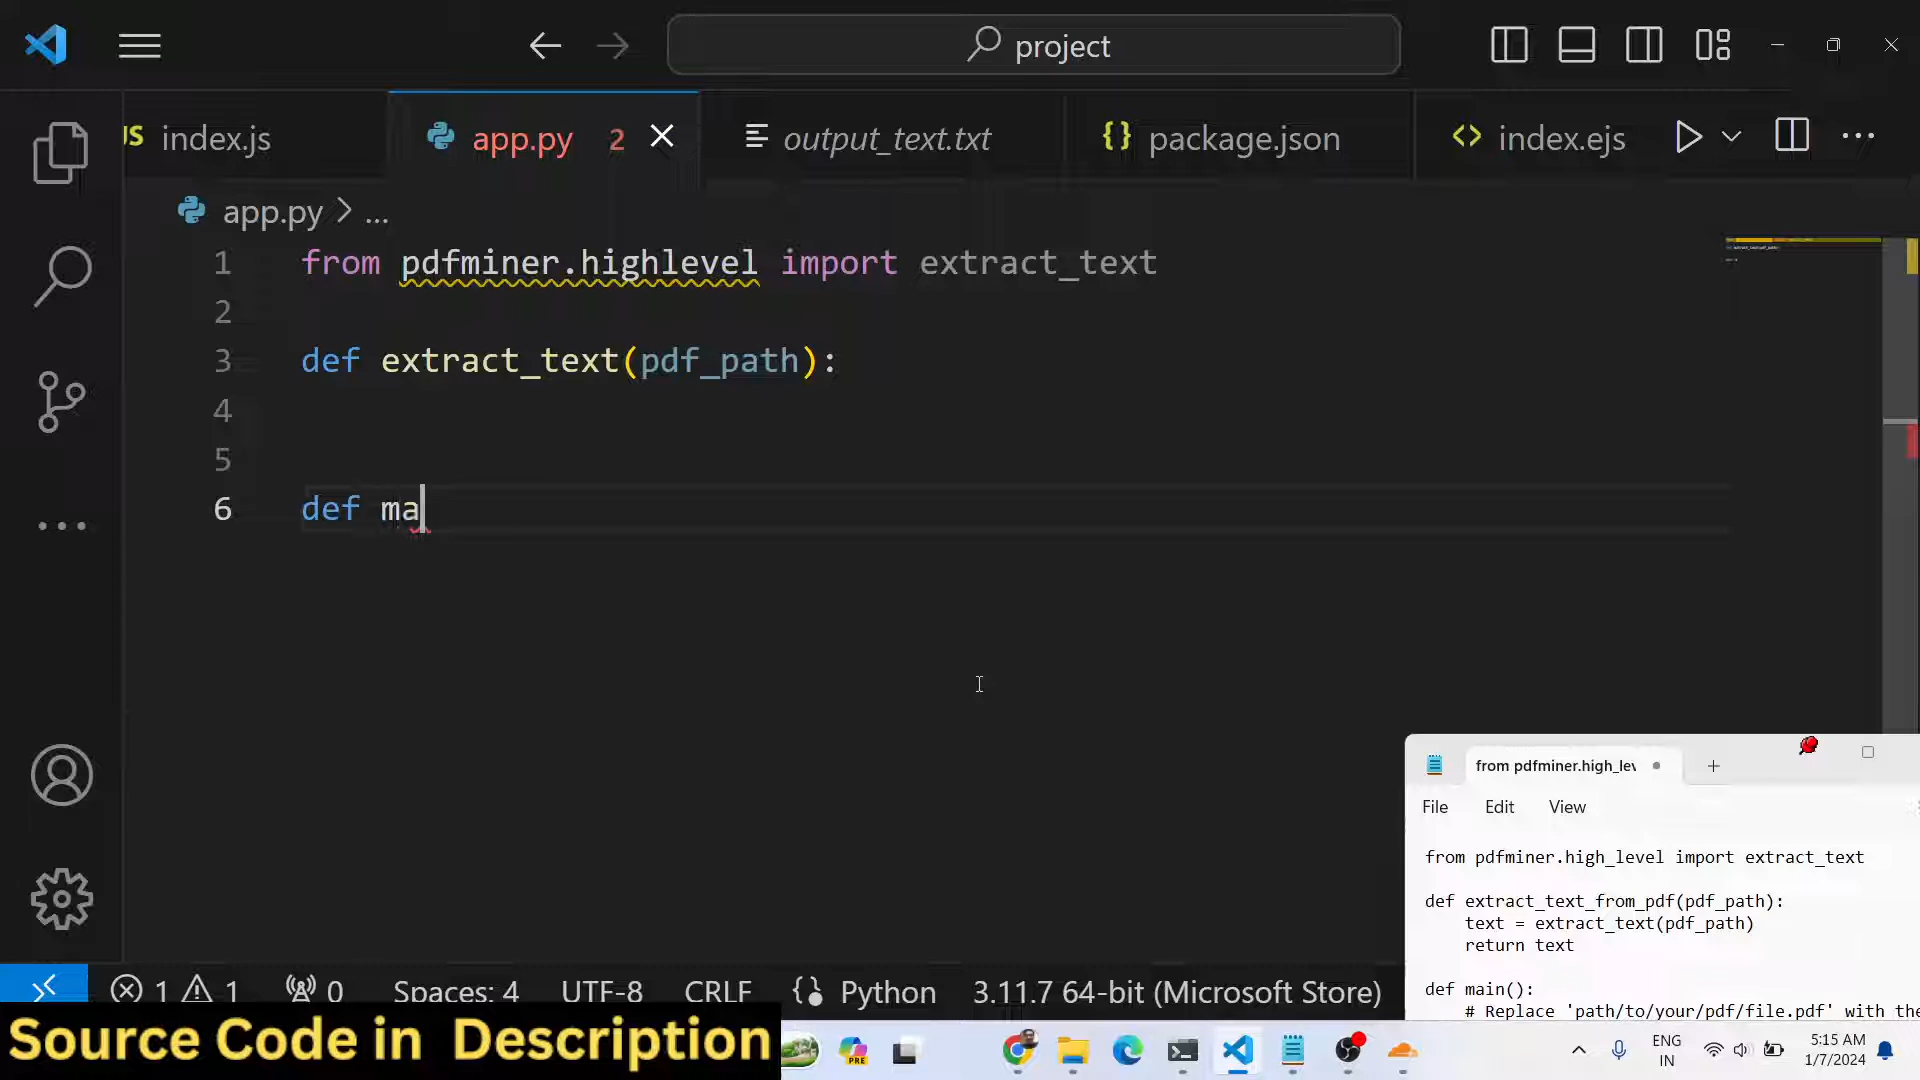 project
JS index.js
app.py 2
output_text.txt
{} package.json
<> index.ejs
app.py > ...
1 from pdfminer.highlevel import extract_text
2
3 def extract_text(pdf_path):
4
5
6 def ma
from pdfminer.high_lev
File Edit View
from pdfminer.high_level import extract_text
def extract_text_from_pdf(pdf_path):
text = extract_text(pdf_path)
return text
def main():
# Replace 'path/to/your/pdf/file.pdf' with the
1 1 0 Spaces: 4 UTF-8 CRLF Python 3.11.7 64-bit (Microsoft Store)
Source Code in Description
PRE
ENG
IN
5:15 AM
1/7/2024